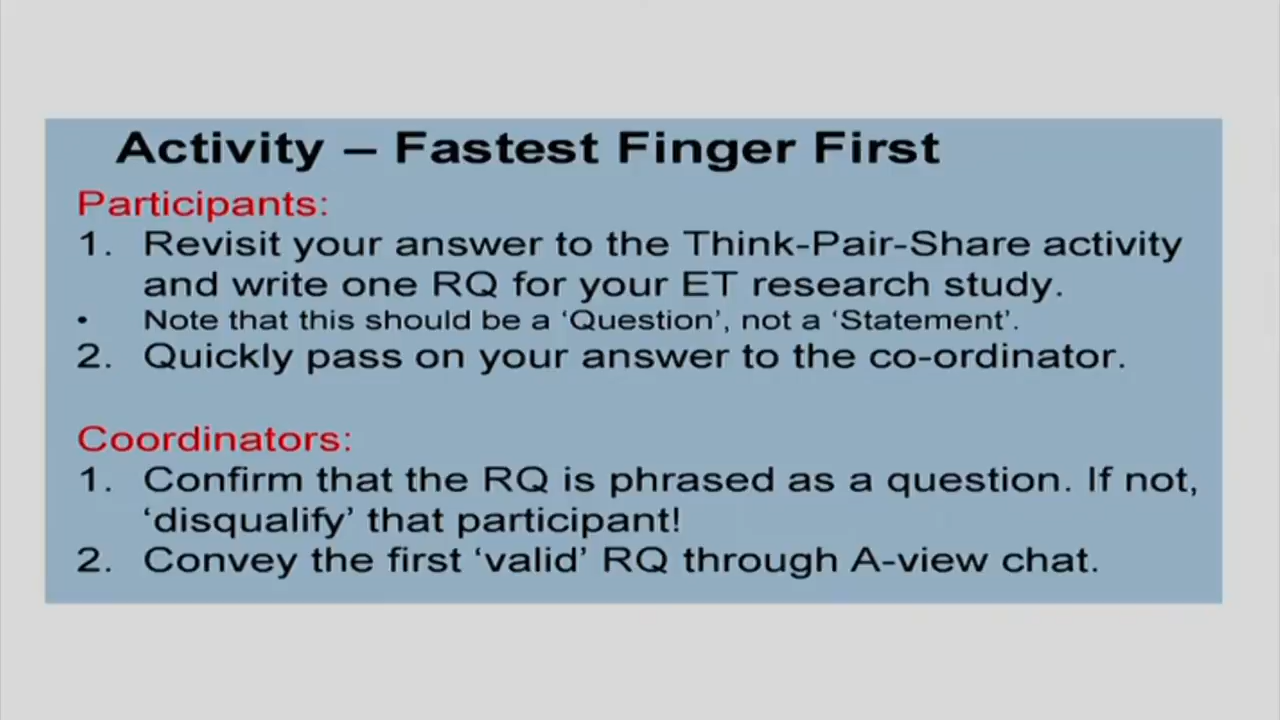 Activity – Fastest Finger First
Participants:
1. Revisit your answer to the Think-Pair-Share activity
and write one RQ for your ET research study.
• Note that this should be a ‘Question’, not a ‘Statement’.
2. Quickly pass on your answer to the co-ordinator.
Coordinators:
1. Confirm that the RQ is phrased as a question. If not,
‘disqualify’ that participant!
2. Convey the first ‘valid’ RQ through A-view chat.